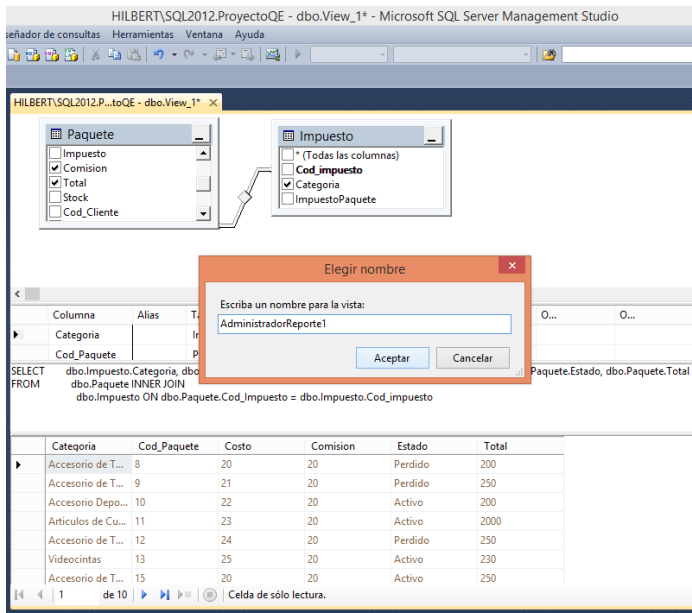 HILBERT\SQL2012.ProyectoQE - dbo.View_1* - Microsoft SQL Server Management Studio
señador de consultas Herramientas Ventana Ayuda
HILBERT\SQL2012.P...toQE - dbo.View_1*
Paquete
Impuesto
Comision
Total
Stock
Cod_Cliente
Impuesto
* (Todas las columnas)
Cod_impuesto
Categoria
ImpuestoPaquete
Elegir nombre
Escriba un nombre para la vista:
AdministradorReporte1
Aceptar Cancelar
Columna Alias O... O...
Categoria
Cod_Paquete
SELECT dbo.Impuesto.Categoria, dbo Paquete.Estado, dbo.Paquete.Total
FROM dbo.Paquete INNER JOIN
dbo.Impuesto ON dbo.Paquete.Cod_Impuesto = dbo.Impuesto.Cod_impuesto
Categoria Cod_Paquete Costo Comision Estado Total
Accesorio de T... 8 20 20 Perdido 200
Accesorio de T... 9 21 20 Perdido 250
Accesorio Depo... 10 22 20 Activo 200
Articulos de Cu... 11 23 20 Activo 2000
Accesorio de T... 12 24 20 Perdido 250
Videocintas 13 25 20 Activo 230
Accesorio de T... 15 20 20 Activo 250
1 de 10 Celda de sólo lectura.